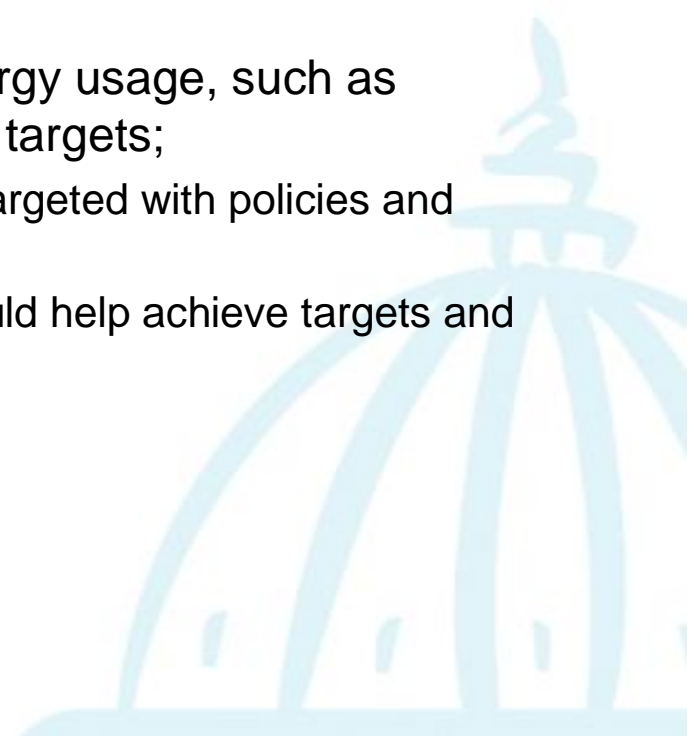 rgy usage, such as
targets;
argeted with policies and
uld help achieve targets and